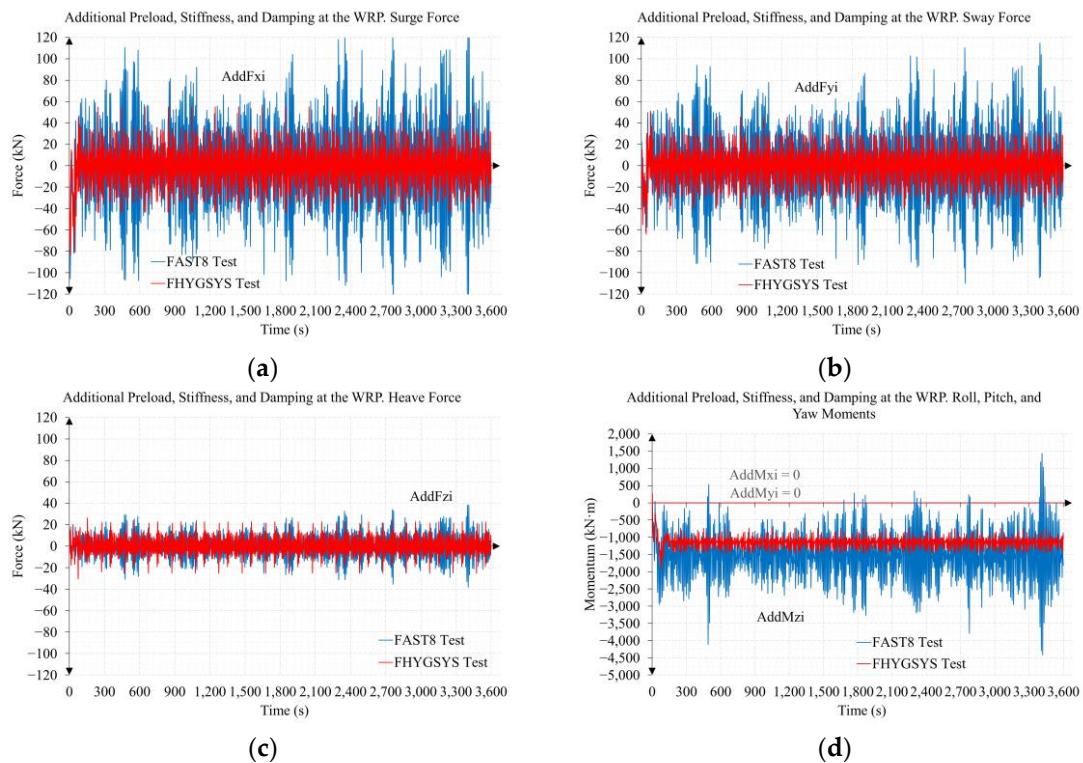 Additional Preload, Stiffness, and Damping at the WRP. Surge Force
120
100
80
60
40
20
0
−20
−40
−60
−80
−100
−120
Force (kN)
AddFxi
FAST8 Test
FHYGSYS Test
0 300 600 900 1,200 1,500 1,800 2,100 2,400 2,700 3,000 3,300 3,600
Time (s)
(a)
Additional Preload, Stiffness, and Damping at the WRP. Sway Force
120
100
80
60
40
20
0
−20
−40
−60
−80
−100
−120
Force (kN)
AddFyi
FAST8 Test
FHYGSYS Test
0 300 600 900 1,200 1,500 1,800 2,100 2,400 2,700 3,000 3,300 3,600
Time (s)
(b)
Additional Preload, Stiffness, and Damping at the WRP. Heave Force
120
100
80
60
40
20
0
−20
−40
−60
−80
−100
−120
Force (kN)
AddFzi
FAST8 Test
FHYGSYS Test
0 300 600 900 1,200 1,500 1,800 2,100 2,400 2,700 3,000 3,300 3,600
Time (s)
(c)
Additional Preload, Stiffness, and Damping at the WRP. Roll, Pitch, and
Yaw Moments
2,000
1,500
1,000
500
0
−500
−1,000
−1,500
−2,000
−2,500
−3,000
−3,500
−4,000
−4,500
−5,000
Momentum (kN·m)
AddMxi = 0
AddMyi = 0
AddMzi
FAST8 Test
FHYGSYS Test
0 300 600 900 1,200 1,500 1,800 2,100 2,400 2,700 3,000 3,300 3,600
Time (s)
(d)